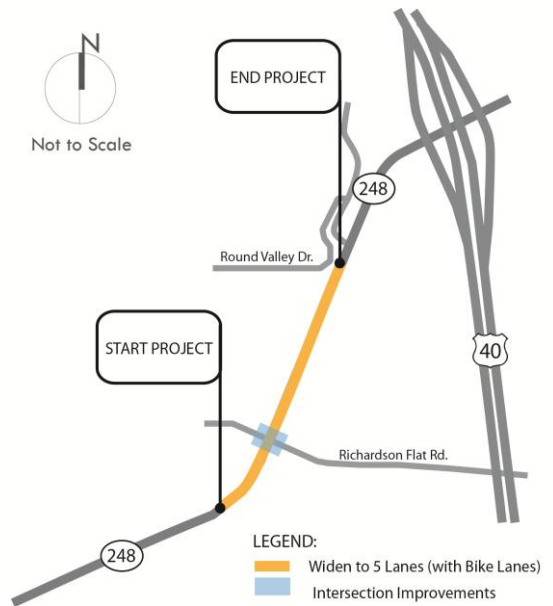 N
Not to Scale
END PROJECT
248
Round Valley Dr.
START PROJECT
40
Richardson Flat Rd.
248
LEGEND:
Widen to 5 Lanes (with Bike Lanes)
Intersection Improvements